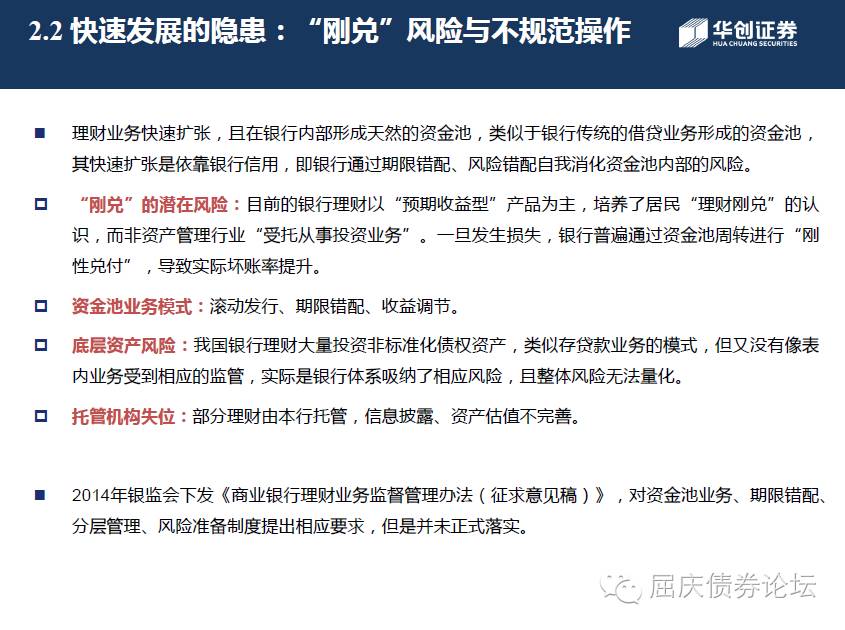 2.2 快速发展的隐患：“刚兑”风险与不规范操作
华创证券
HUA CHUANG SECURITIES
理财业务快速扩张，且在银行内部形成天然的资金池，类似于银行传统的借贷业务形成的资金池，
其快速扩张是依靠银行信用，即银行通过期限错配、风险错配自我消化资金池内部的风险。
“刚兑”的潜在风险：目前的银行理财以“预期收益型”产品为主，培养了居民“理财刚兑”的认
识，而非资产管理行业“受托从事投资业务”。一旦发生损失，银行普遍通过资金池周转进行“刚
性兑付”，导致实际坏账率提升。
资金池业务模式：滚动发行、期限错配、收益调节。
底层资产风险：我国银行理财大量投资非标准化债权资产，类似存贷款业务的模式，但又没有像表
内业务受到相应的监管，实际是银行体系吸纳了相应风险，且整体风险无法量化。
托管机构失位：部分理财由本行托管，信息披露、资产估值不完善。
2014年银监会下发《商业银行理财业务监督管理办法（征求意见稿）》，对资金池业务、期限错配、
分层管理、风险准备制度提出相应要求，但是并未正式落实。
屈庆债券论坛